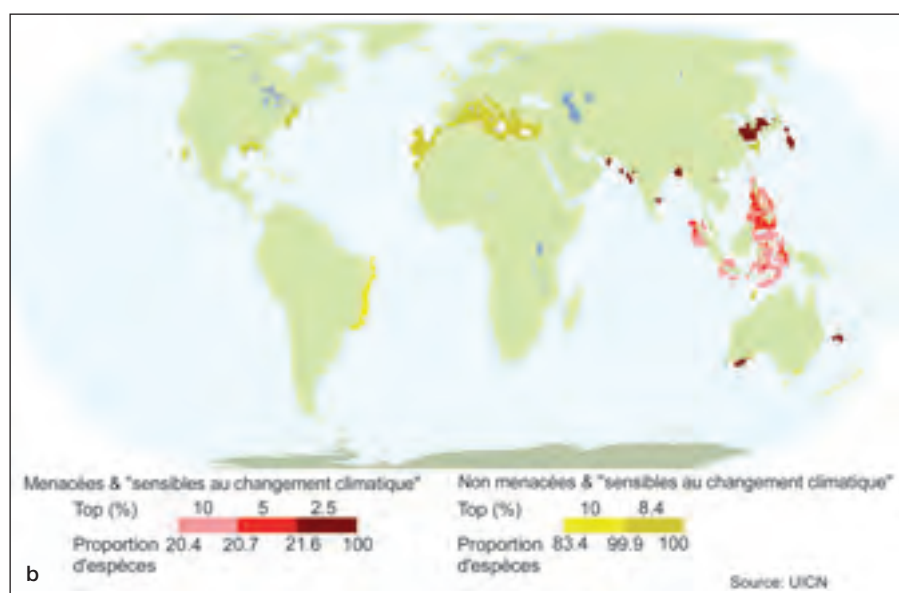 Menacées & "sensibles au changement climatique"
Top (%) 10 5 2.5
Proportion d'espèces 20.4 20.7 21.6 100
Non menacées & "sensibles au changement climatique"
Top (%) 10 8.4
Proportion d'espèces 83.4 99.9 100
b
Source: UICN